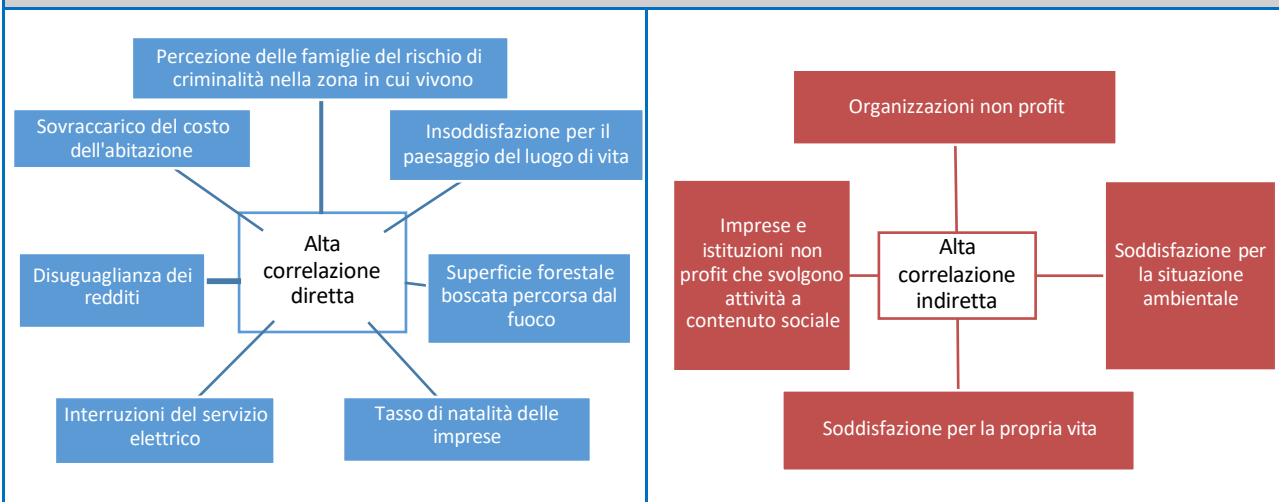 Percezione delle famiglie del rischio di
criminalità nella zona in cui vivono
Sovraccarico del costo
dell'abitazione
Insoddisfazione per il
paesaggio del luogo di vita
Alta
correlazione
diretta
Disuguaglianza dei
redditi
Superficie forestale
boscata percorsa dal
fuoco
Interruzioni del servizio
elettrico
Tasso di natalità delle
imprese
Organizzazioni non profit
Imprese e
istituzioni non
profit che svolgono
attività a
contenuto sociale
Alta
correlazione
indiretta
Soddisfazione per
la situazione
ambientale
Soddisfazione per la propria vita